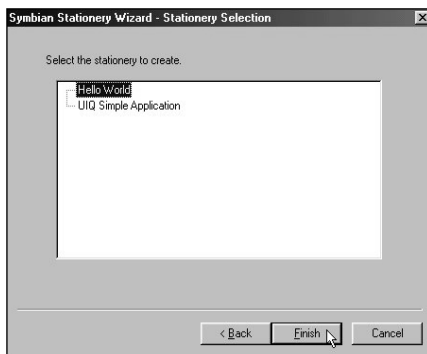 Symbian Stationery Wizard - Stationery Selection
Select the stationery to create.
Hello World
UIQ Simple Application
< Back Finish Cancel